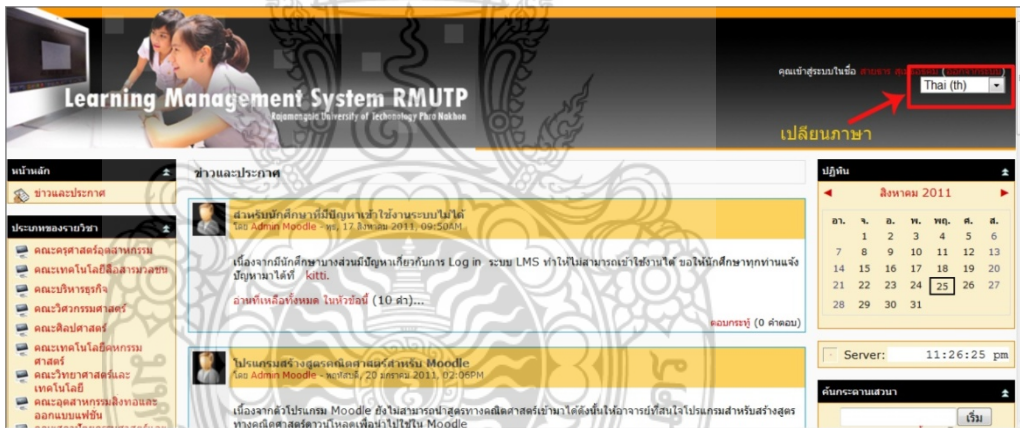 Learning Management System RMUTP
Rajamangala University of Technology Phra Nakhon
คุณเข้าสู่ระบบในชื่อ
Thai (th)
เปลี่ยนภาษา
หน้าหลัก
ข่าวและประกาศ
ประเภทของรายวิชา
คณะครุศาสตร์อุตสาหกรรม
คณะเทคโนโลยีสื่อสารมวลชน
คณะบริหารธุรกิจ
คณะวิศวกรรมศาสตร์
คณะศิลปศาสตร์
คณะเทคโนโลยีคหกรรม
ศาสตร์
คณะวิทยาศาสตร์และ
เทคโนโลยี
คณะอุตสาหกรรมสิ่งทอและ
ออกแบบแฟชั่น
ข่าวและประกาศ
สำหรับนักศึกษาที่มีปัญหาเข้าใช้งานระบบไม่ได้
โดย Admin Moodle - พุธ, 17 สิงหาคม 2011, 09:50AM
เนื่องจากมีนักศึกษาบางส่วนมีปัญหาเกี่ยวกับการ Log in ระบบ LMS ทำให้ไม่สามารถเข้าใช้งานได้ ขอให้นักศึกษาทุกท่านแจ้ง
ปัญหามาได้ที่ kitti.
อ่านที่เหลือทั้งหมด ในหัวข้อนี้ (10 คำ)...
ตอบกระทู้ (0 คำตอบ)
โปรแกรมสร้างสูตรคณิตศาสตร์สำหรับ Moodle
โดย Admin Moodle - พฤหัสบดี, 20 มกราคม 2011, 02:06PM
เนื่องจากตัวโปรแกรม Moodle ยังไม่สามารถนำสูตรทางคณิตศาสตร์เข้ามาได้ดังนั้นให้อาจารย์ที่สนใจโปรแกรมสำหรับสร้างสูตร
ทางคณิตศาสตร์ดาวน์โหลดเพื่อนำไปใช้ใน Moodle
ปฏิทิน
สิงหาคม 2011
อา. จ. อ. พ. พฤ. ศ. ส.
1 2 3 4 5 6
7 8 9 10 11 12 13
14 15 16 17 18 19 20
21 22 23 24 25 26 27
28 29 30 31
Server: 11:26:25 pm
ค้นกระดานเสวนา
เริ่ม